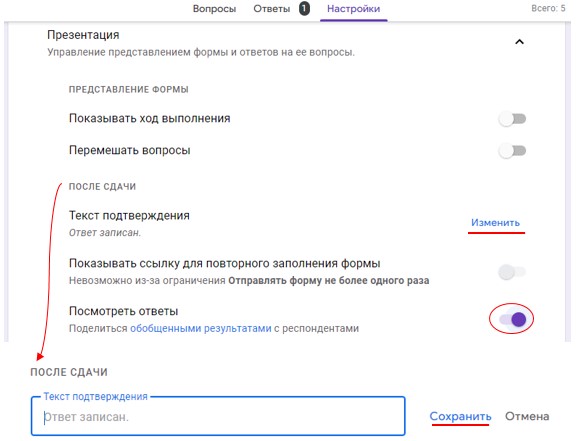 Вопросы Ответы 1 Настройки Всего: 5
Презентация
Управление представлением формы и ответов на ее вопросы.
ПРЕДСТАВЛЕНИЕ ФОРМЫ
Показывать ход выполнения
Перемешать вопросы
ПОСЛЕ СДАЧИ
Текст подтверждения
Изменить
Ответ записан.
Показывать ссылку для повторного заполнения формы
Невозможно из-за ограничения Отправлять форму не более одного раза
Посмотреть ответы
Поделиться обобщенными результатами с респондентами
ПОСЛЕ СДАЧИ
Текст подтверждения
Ответ записан. Сохранить Отмена